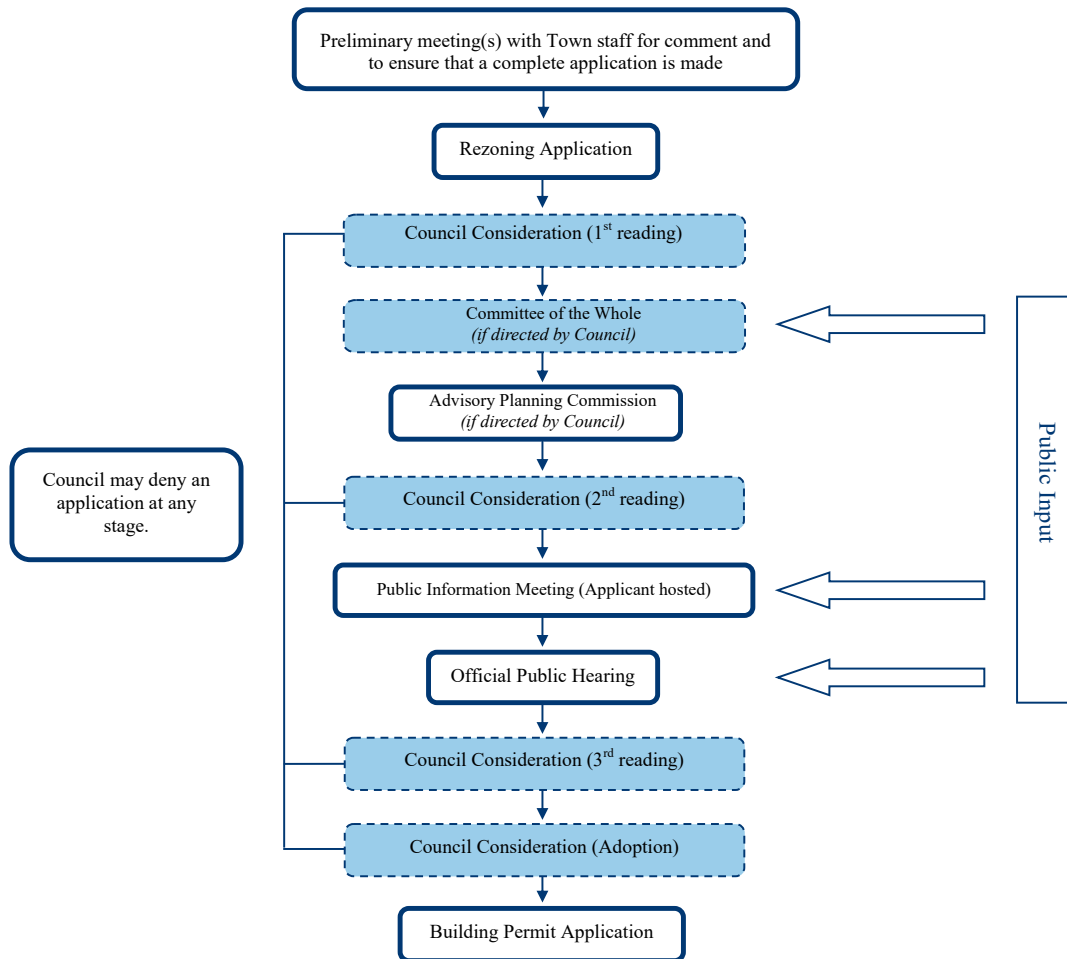 Preliminary meeting(s) with Town staff for comment and
to ensure that a complete application is made
Rezoning Application
Council Consideration (1st reading)
Committee of the Whole
(if directed by Council)
Advisory Planning Commission
(if directed by Council)
Council may deny an
application at any
stage.
Council Consideration (2nd reading)
Public Information Meeting (Applicant hosted)
Official Public Hearing
Public Input
Council Consideration (3rd reading)
Council Consideration (Adoption)
Building Permit Application